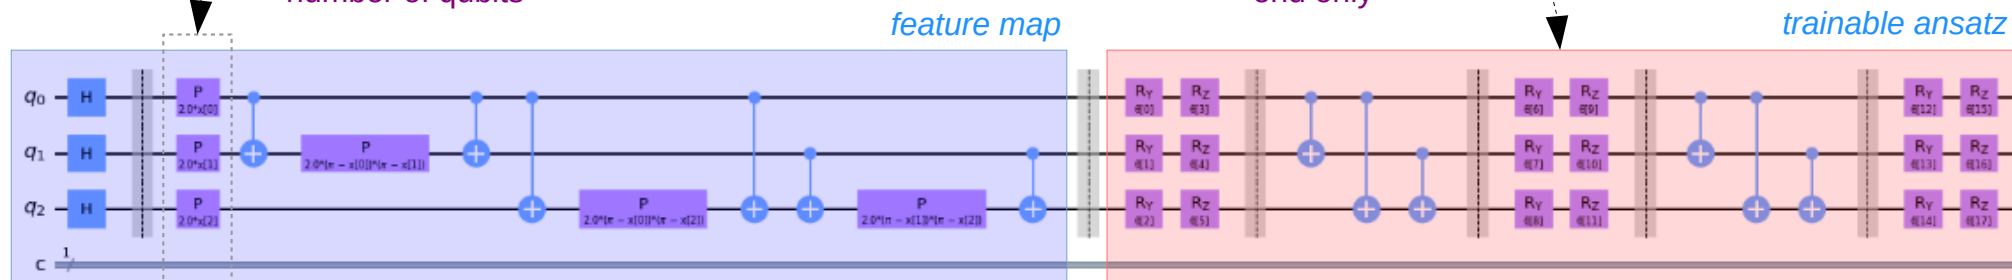 number of qubits
end only
feature map
trainable ansatz
q0 H P 2.0*x[0] RY θ[0] RZ θ[3] RY θ[6] RZ θ[9] RY θ[12] RZ θ[15]
q1 H P 2.0*x[1] P 2.0*(π − x[0])*(π − x[1]) RY θ[1] RZ θ[4] RY θ[7] RZ θ[10] RY θ[13] RZ θ[16]
q2 H P 2.0*x[2] P 2.0*(π − x[0])*(π − x[2]) P 2.0*(π − x[1])*(π − x[2]) RY θ[2] RZ θ[5] RY θ[8] RZ θ[11] RY θ[14] RZ θ[17]
c 1